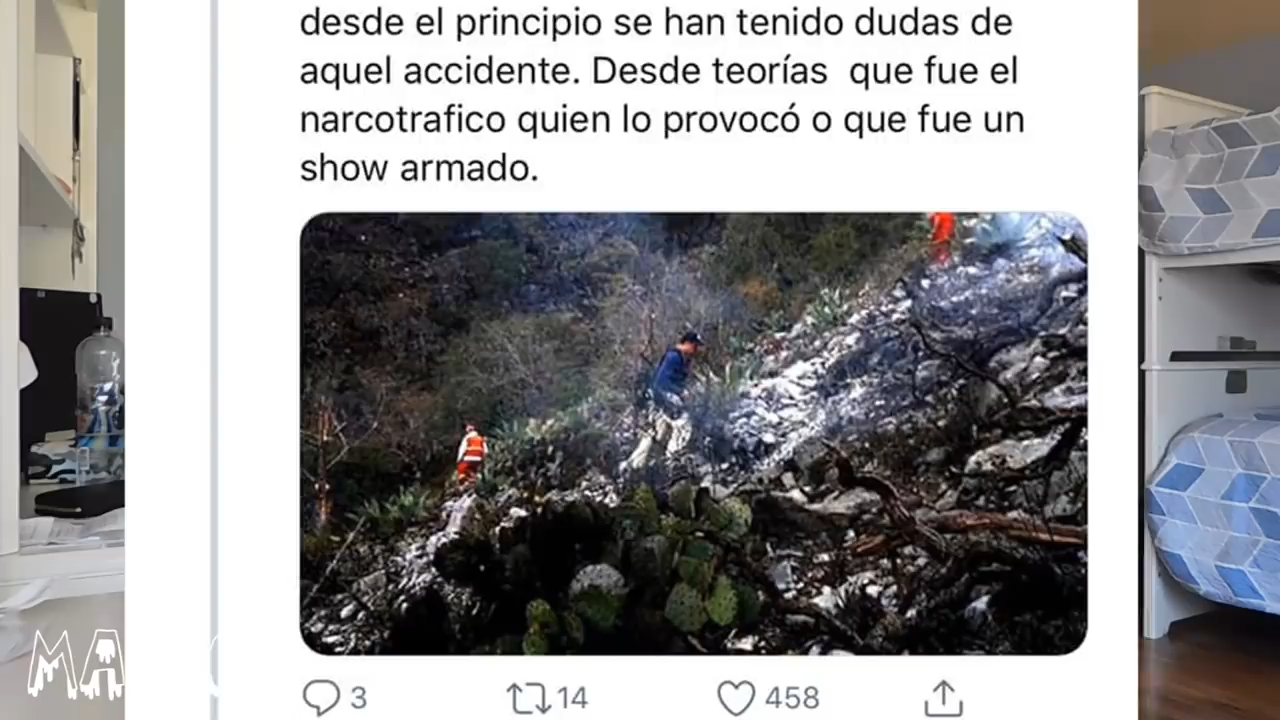 desde el principio se han tenido dudas de
aquel accidente. Desde teorías que fue el
narcotrafico quien lo provocó o que fue un
show armado.
3 14 458
MA